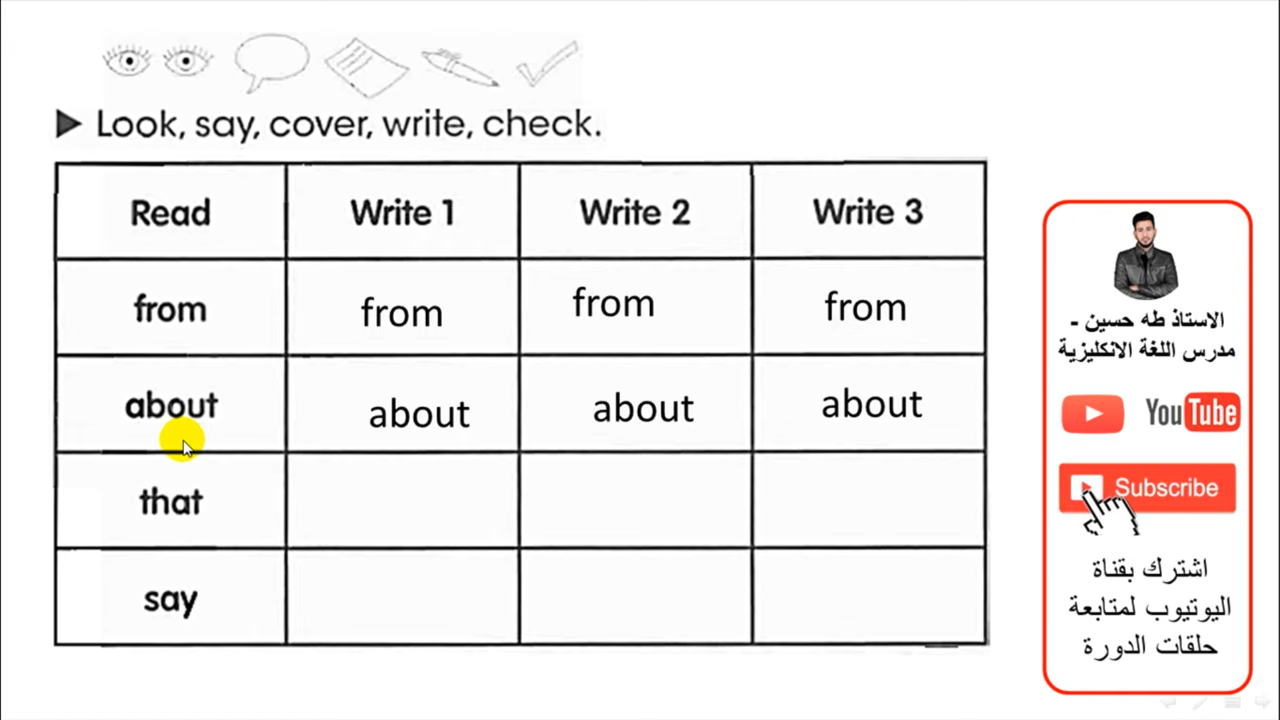 Look, say, cover, write, check.
Read Write 1 Write 2 Write 3
from from from from
about about about about
that
say
الاستاذ طه حسين -
مدرس اللغة الانكليزية
YouTube
Subscribe
اشترك بقناة
اليوتيوب لمتابعة
حلقات الدورة